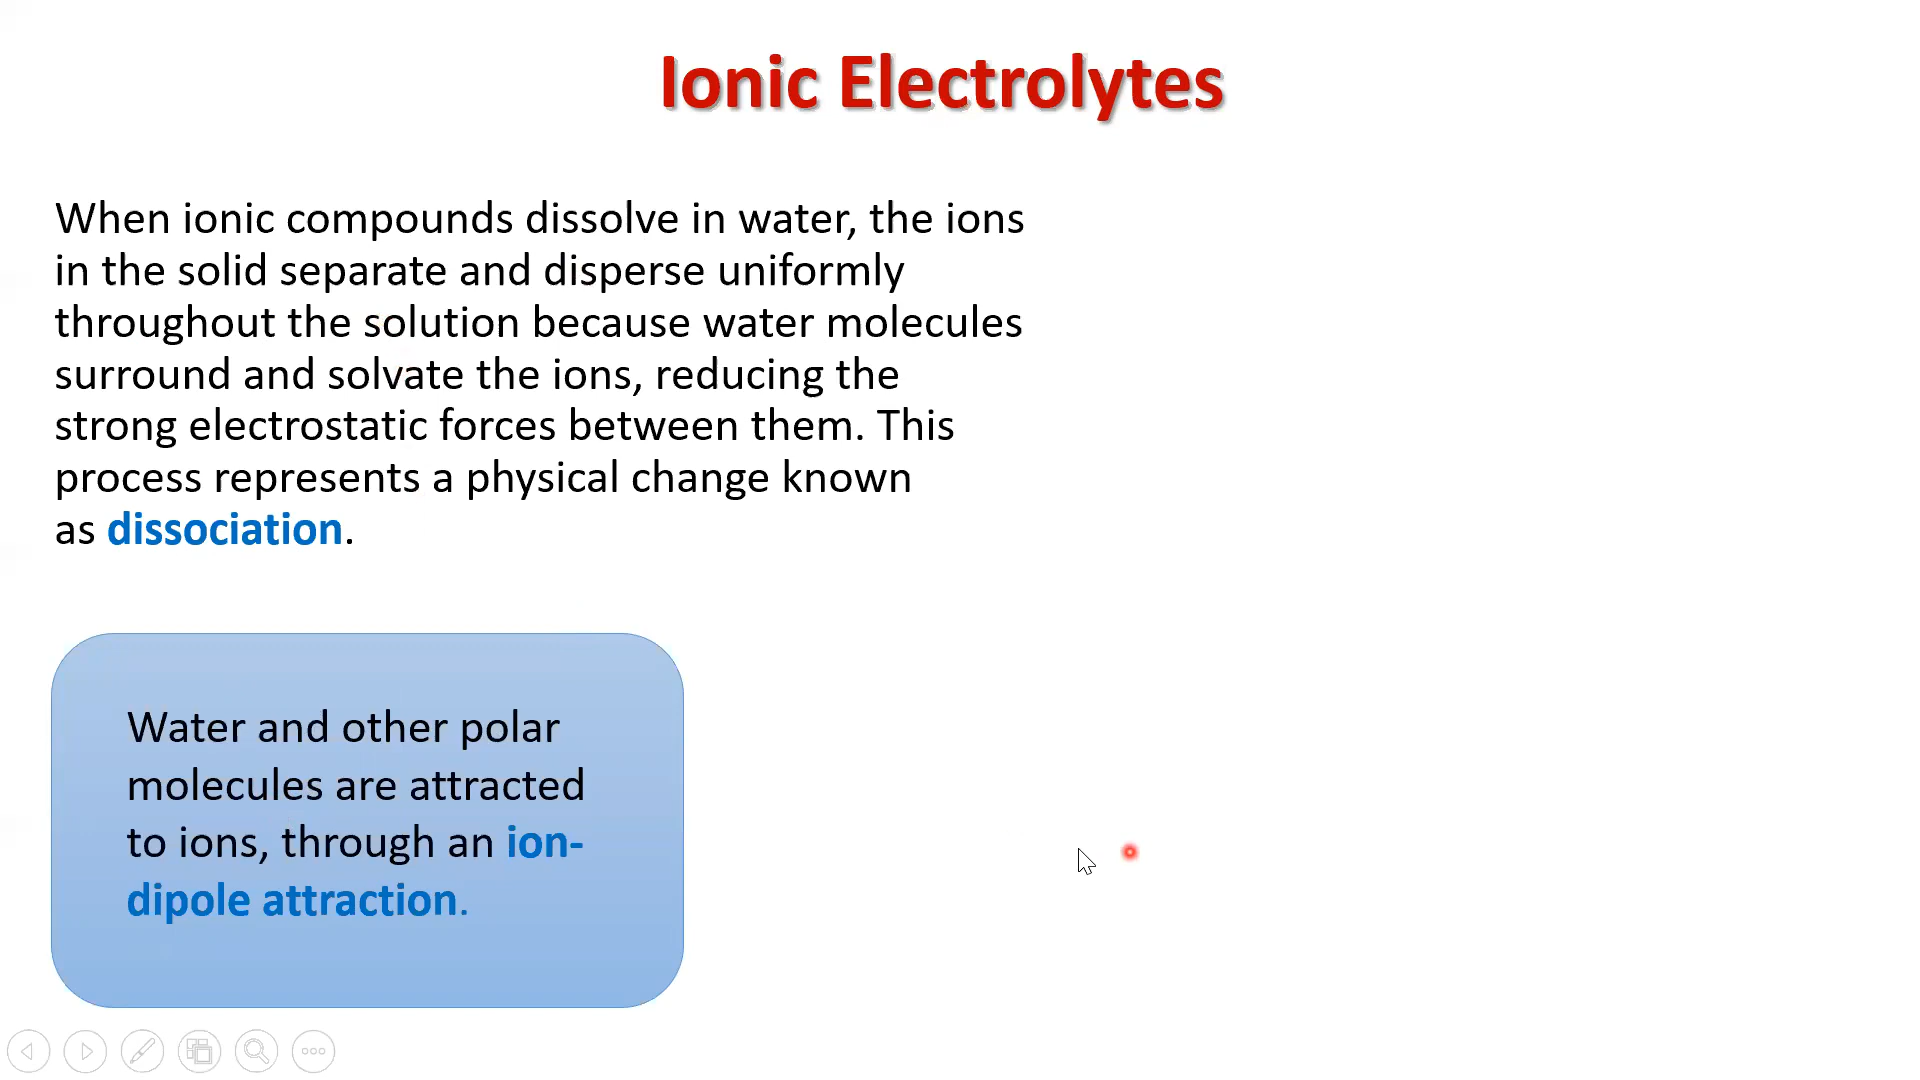 Ionic Electrolytes
When ionic compounds dissolve in water, the ions
in the solid separate and disperse uniformly
throughout the solution because water molecules
surround and solvate the ions, reducing the
strong electrostatic forces between them. This
process represents a physical change known
as dissociation.
Water and other polar
molecules are attracted
to ions, through an ion-
dipole attraction.